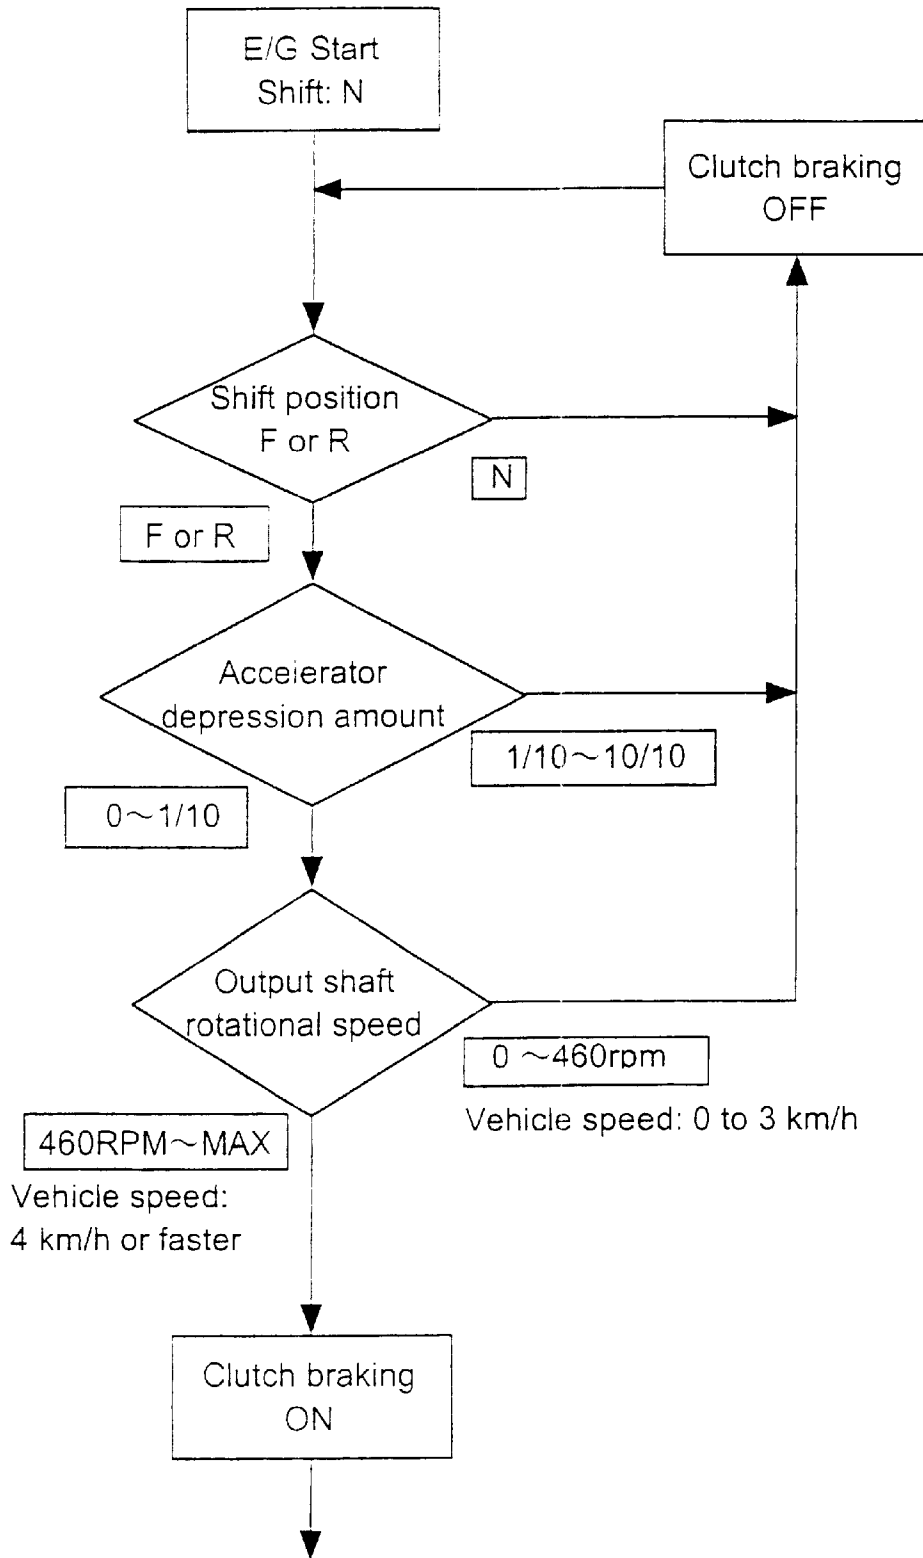 E/G Start
Shift: N
Clutch braking
OFF
Shift position
F or R
N
F or R
Accelerator
depression amount
1/10～10/10
0～1/10
Output shaft
rotational speed
0 ～460rpm
Vehicle speed: 0 to 3 km/h
460RPM～MAX
Vehicle speed:
4 km/h or faster
Clutch braking
ON